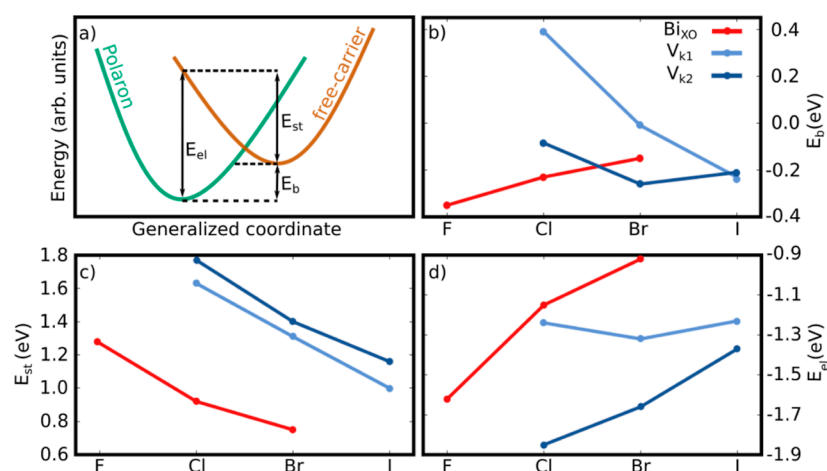 a)
Polaron
free-carrier
E_el
E_st
E_b
Energy (arb. units)
Generalized coordinate
b)
Bi_XO
V_k1
V_k2
0.4
0.2
0.0
-0.2
-0.4
E_b(eV)
F Cl Br I
c)
1.8
1.6
1.4
1.2
1.0
0.8
0.6
E_st(eV)
F Cl Br I
d)
-0.9
-1.1
-1.3
-1.5
-1.7
-1.9
E_el(eV)
F Cl Br I